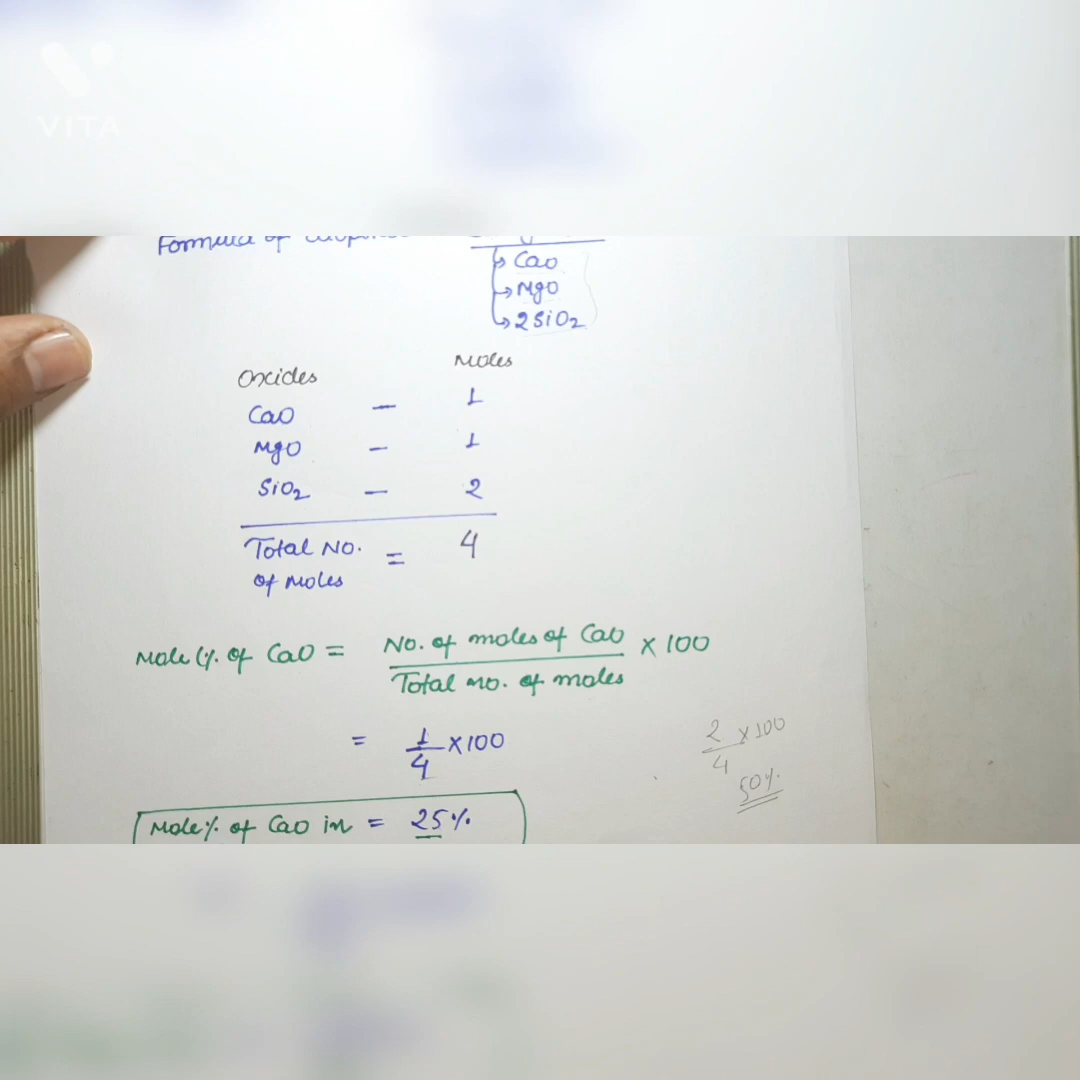 VITA
Formula of
→ CaO
→ MgO
→ 2SiO₂
Oxides Moles
CaO — 1
MgO — 1
SiO₂ — 2
Total No. of moles = 4
Mole % of CaO = No. of moles of CaO / Total no. of moles × 100
= 1/4 × 100
2/4 × 100
50%
Mole % of CaO in = 25%